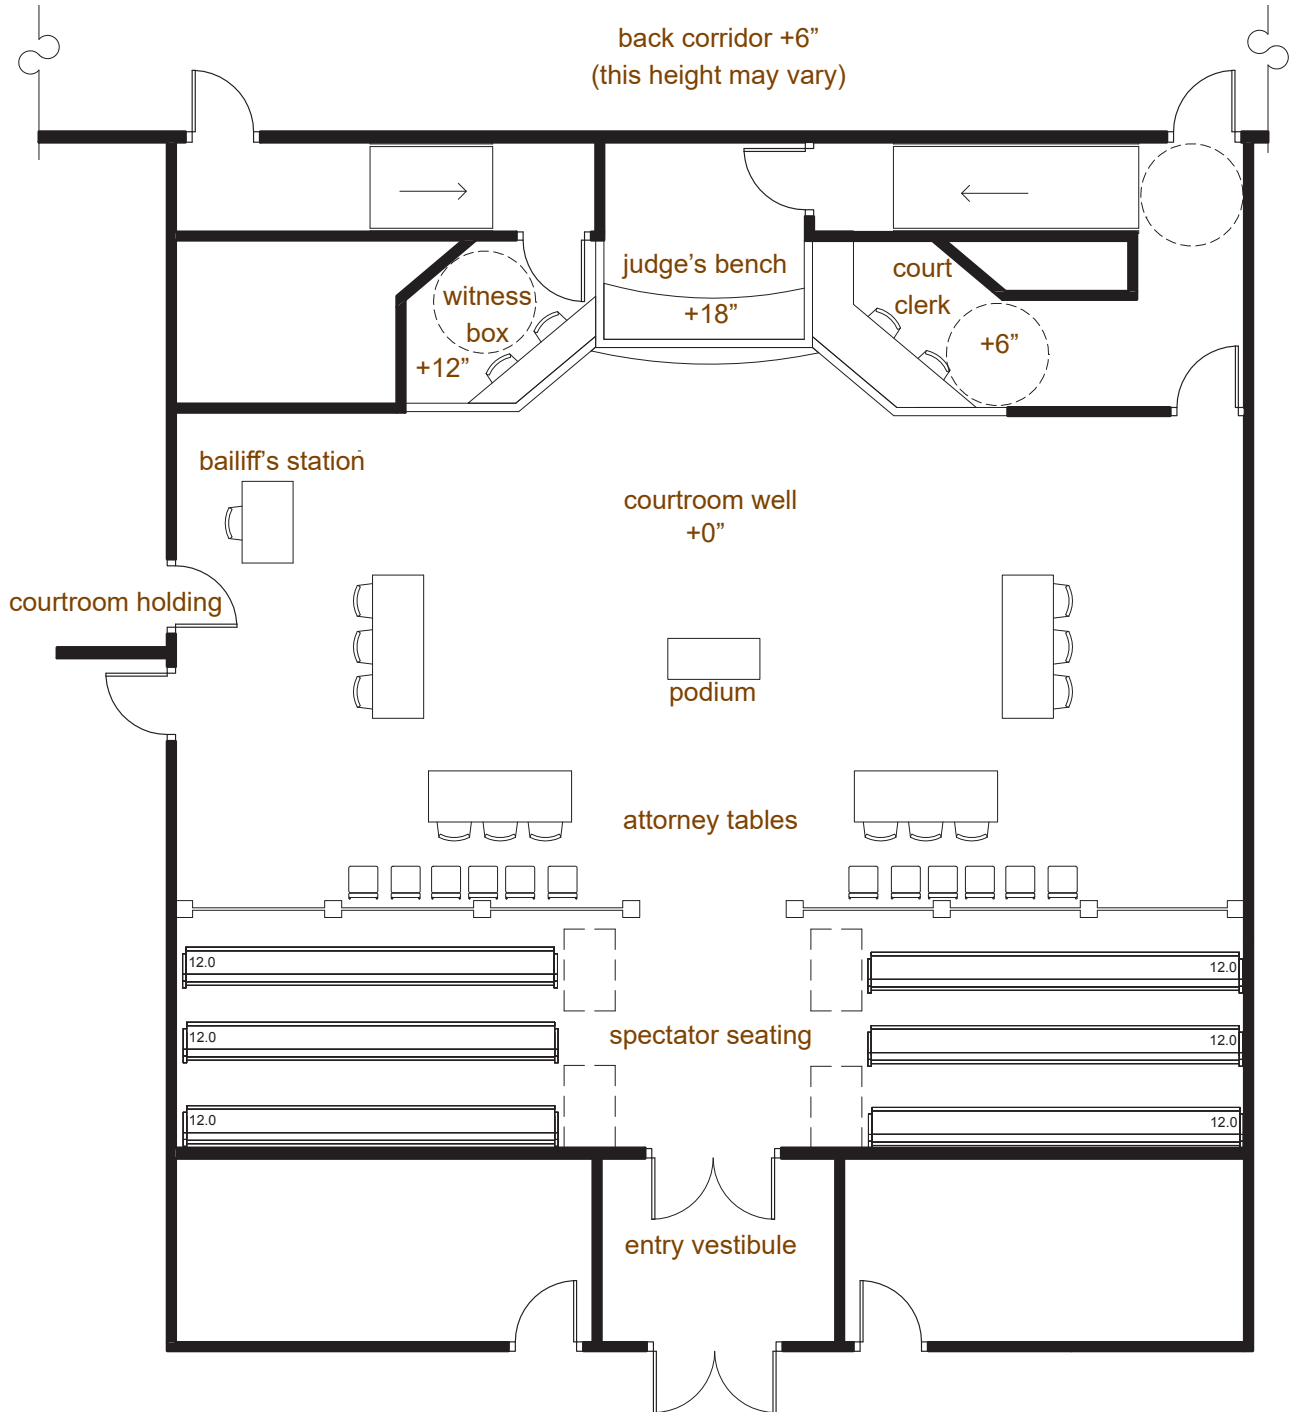 back corridor +6”
(this height may vary)
judge’s bench
+18”
court
clerk
+6”
witness
box
+12”
bailiff’s station
courtroom well
+0”
courtroom holding
podium
attorney tables
12.0
12.0
spectator seating
12.0
12.0
12.0
12.0
entry vestibule